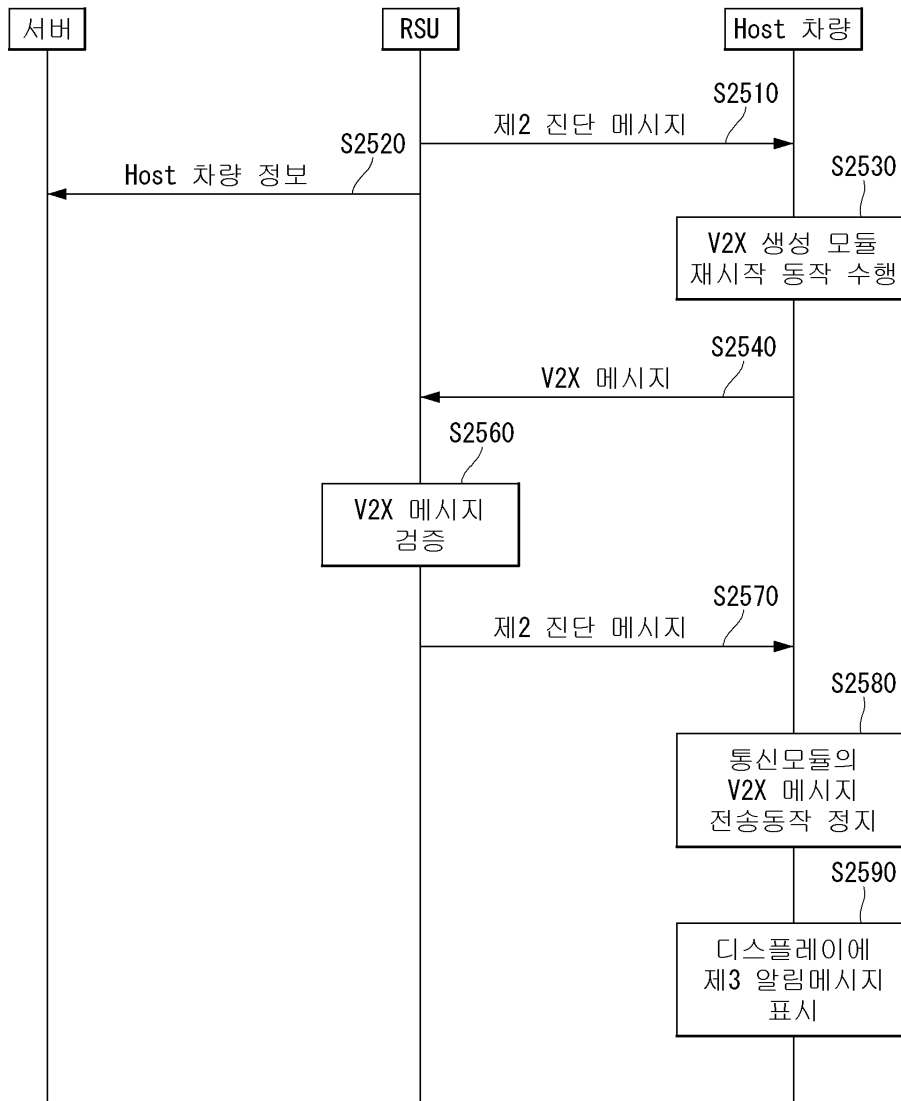 서버
RSU
Host 차량
S2510
제2 진단 메시지
S2520
Host 차량 정보
S2530
V2X 생성 모듈
재시작 동작 수행
S2540
V2X 메시지
S2560
V2X 메시지
검증
S2570
제2 진단 메시지
S2580
통신모듈의
V2X 메시지
전송동작 정지
S2590
디스플레이에
제3 알림메시지
표시